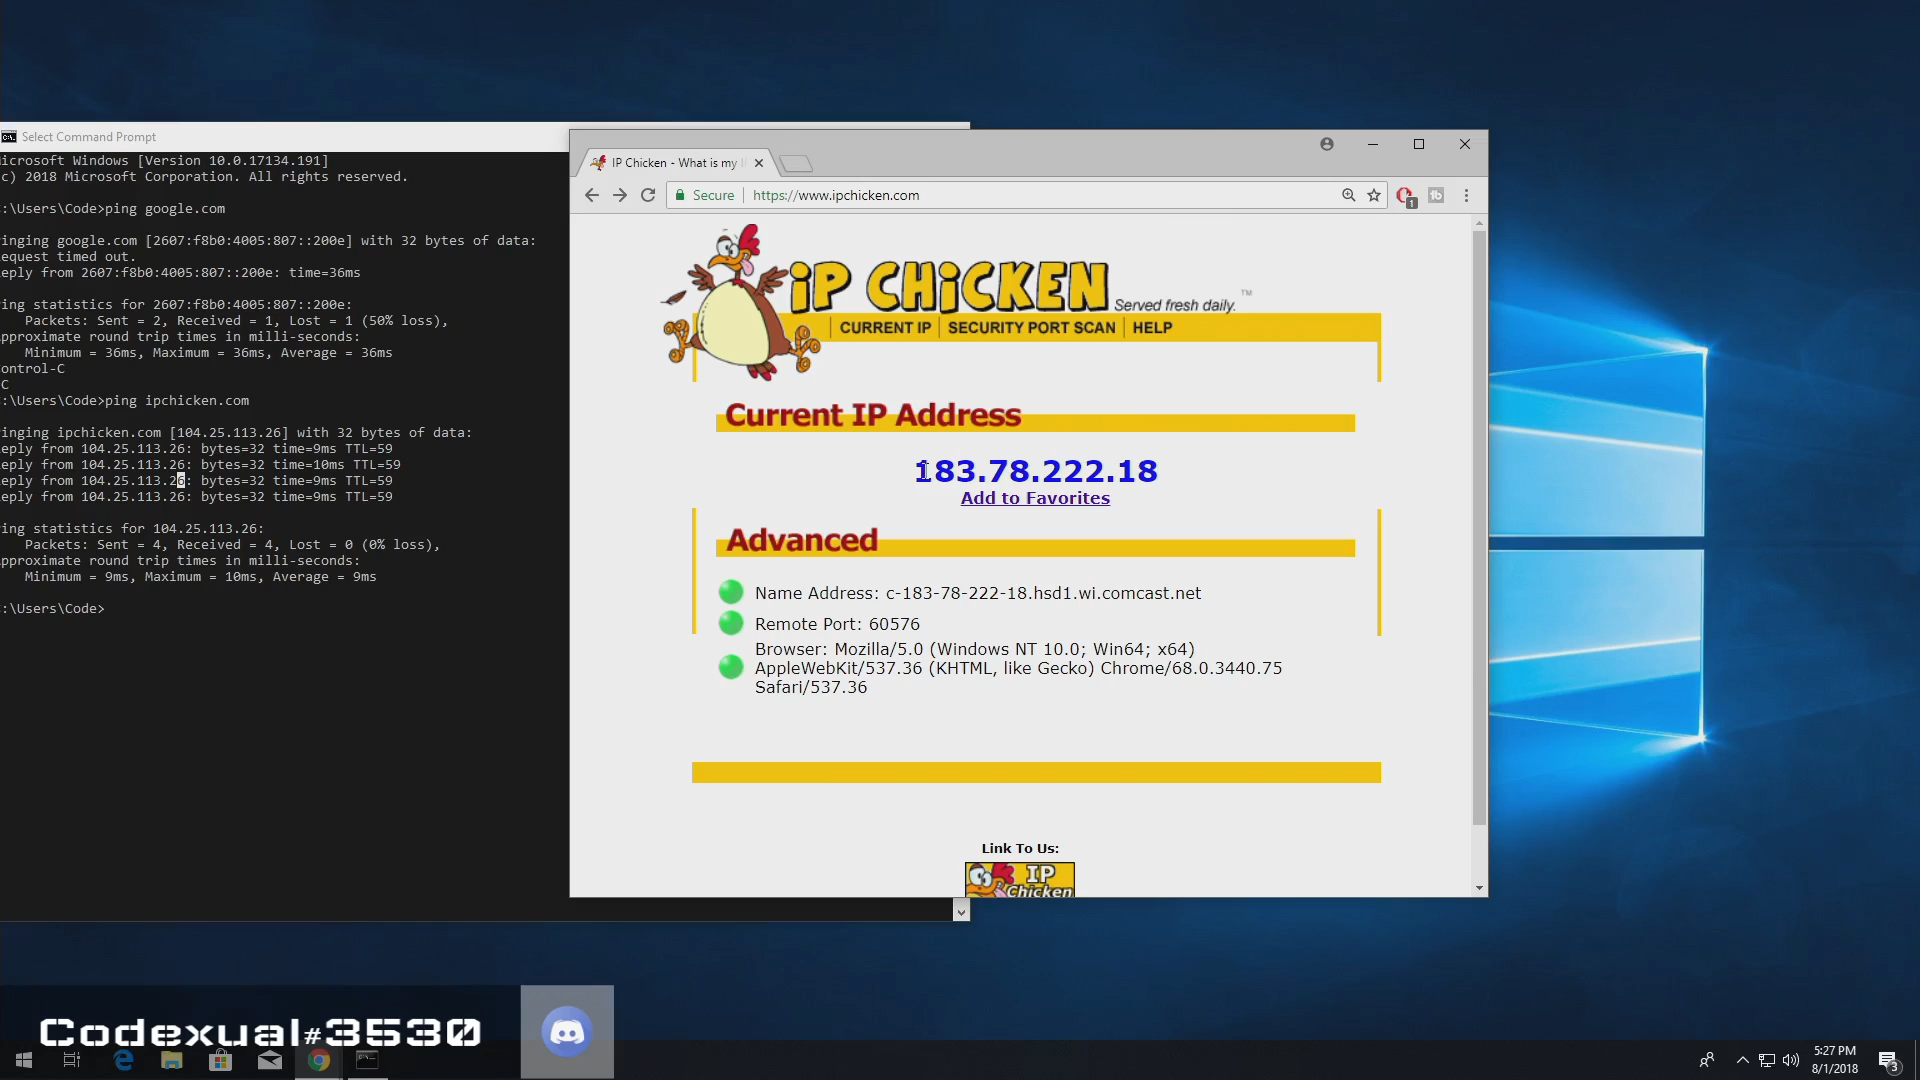 Select Command Prompt
icrosoft Windows [Version 10.0.17134.191]
c) 2018 Microsoft Corporation. All rights reserved.
:\Users\Code>ping google.com
inging google.com [2607:f8b0:4005:807::200e] with 32 bytes of data:
equest timed out.
eply from 2607:f8b0:4005:807::200e: time=36ms
ing statistics for 2607:f8b0:4005:807::200e:
Packets: Sent = 2, Received = 1, Lost = 1 (50% loss),
pproximate round trip times in milli-seconds:
Minimum = 36ms, Maximum = 36ms, Average = 36ms
ontrol-C
C
:\Users\Code>ping ipchicken.com
inging ipchicken.com [104.25.113.26] with 32 bytes of data:
eply from 104.25.113.26: bytes=32 time=9ms TTL=59
eply from 104.25.113.26: bytes=32 time=10ms TTL=59
eply from 104.25.113.26: bytes=32 time=9ms TTL=59
eply from 104.25.113.26: bytes=32 time=9ms TTL=59
ing statistics for 104.25.113.26:
Packets: Sent = 4, Received = 4, Lost = 0 (0% loss),
pproximate round trip times in milli-seconds:
Minimum = 9ms, Maximum = 10ms, Average = 9ms
:\Users\Code>
IP Chicken - What is my
Secure
https://www.ipchicken.com
1
iP CHiCKEN Served fresh daily. ™
CURRENT IP | SECURITY PORT SCAN | HELP
Current IP Address
183.78.222.18
Add to Favorites
Advanced
Name Address: c-183-78-222-18.hsd1.wi.comcast.net
Remote Port: 60576
Browser: Mozilla/5.0 (Windows NT 10.0; Win64; x64)
AppleWebKit/537.36 (KHTML, like Gecko) Chrome/68.0.3440.75
Safari/537.36
Link To Us:
IP
Chicken
Codexual#3530
5:27 PM
8/1/2018
3